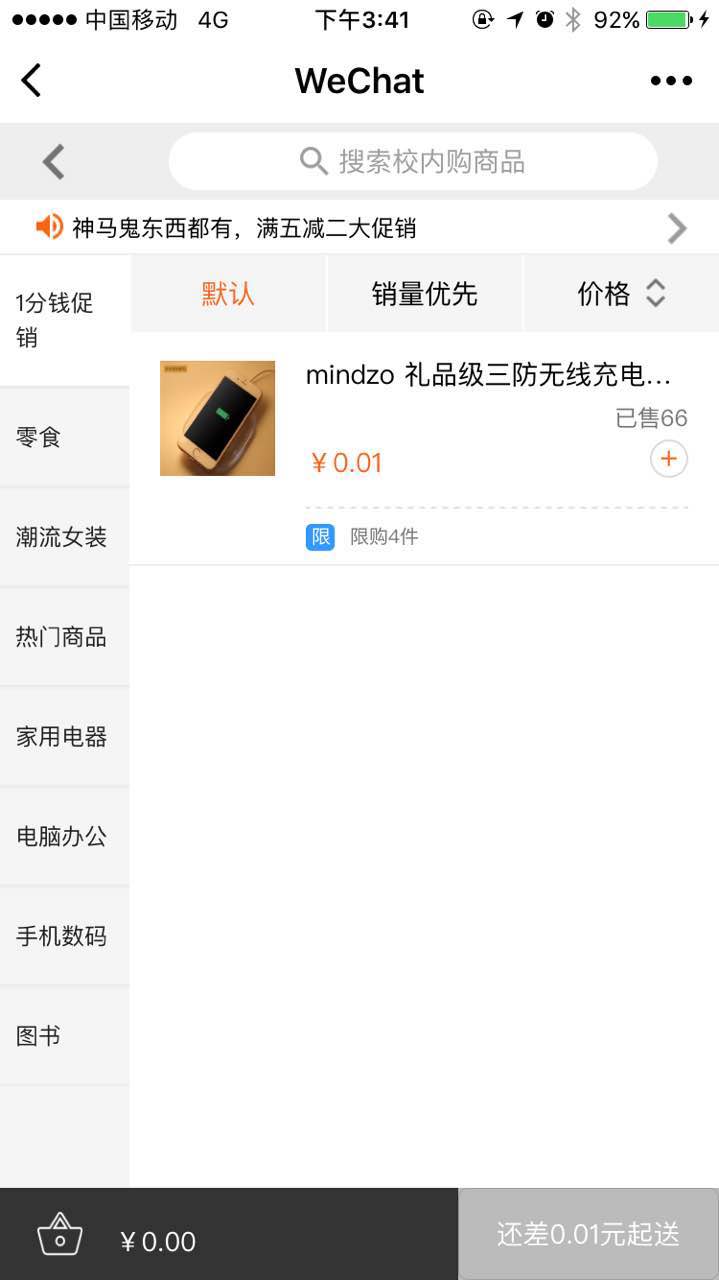 中国移动 4G 下午3:41 92%
WeChat
搜索校内购商品
神马鬼东西都有，满五减二大促销
1分钱促
销
零食
潮流女装
热门商品
家用电器
电脑办公
手机数码
图书
默认 销量优先 价格
mindzo 礼品级三防无线充电...
已售66
¥0.01
限 限购4件
¥0.00
还差0.01元起送